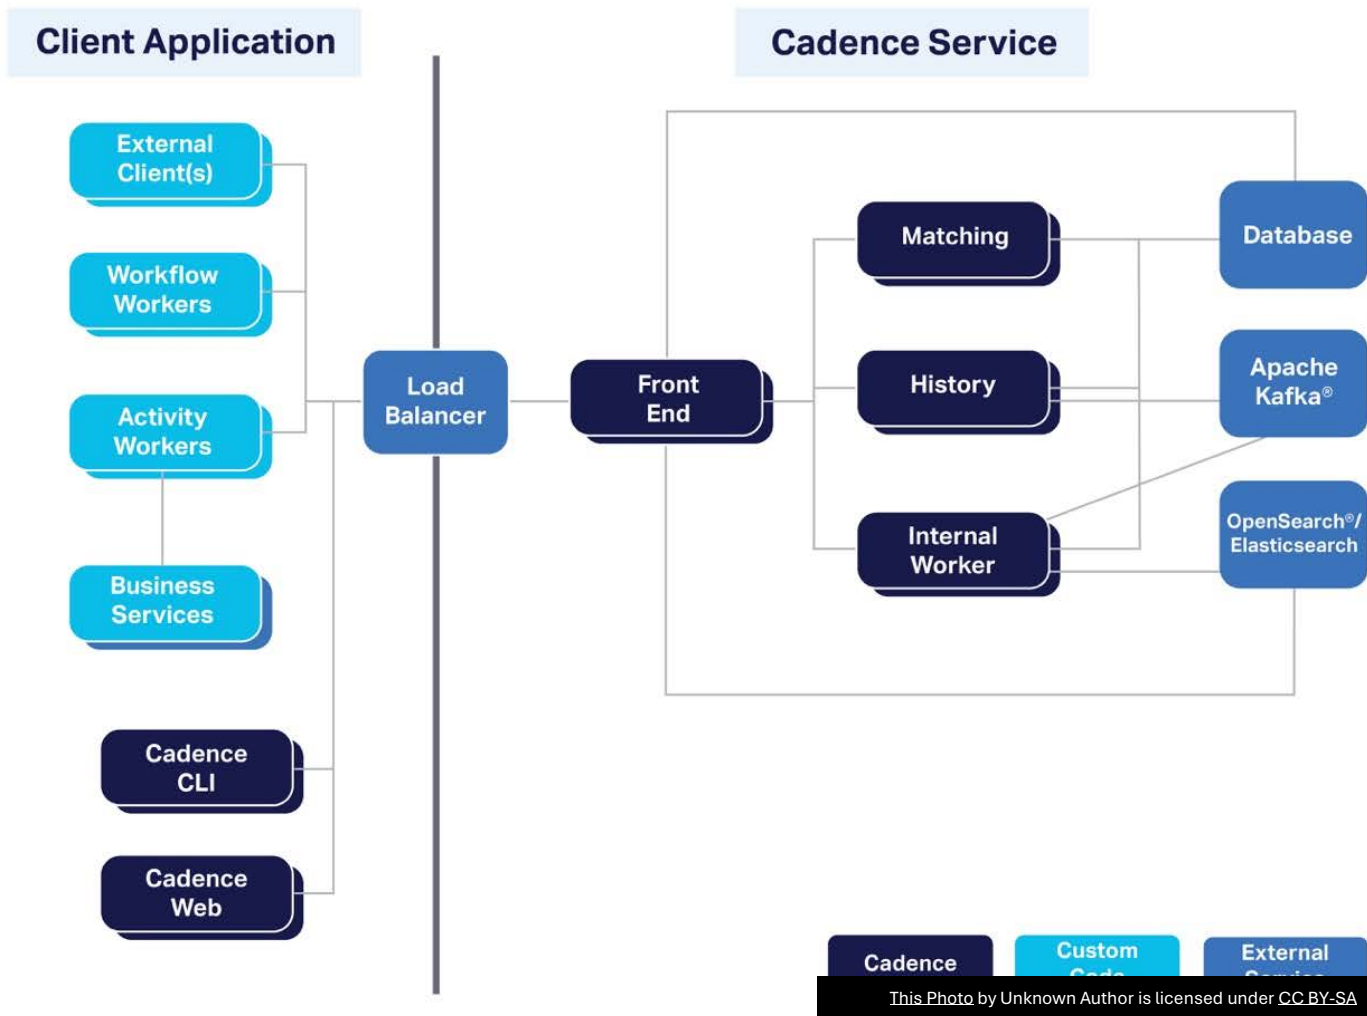 Client Application
Cadence Service
External
Client(s)
Workflow
Workers
Activity
Workers
Business
Services
Cadence
CLI
Cadence
Web
Load
Balancer
Front
End
Matching
History
Internal
Worker
Database
Apache
Kafka®
OpenSearch®/
Elasticsearch
Cadence
Custom
Code
External
Service
This Photo by Unknown Author is licensed under CC BY-SA